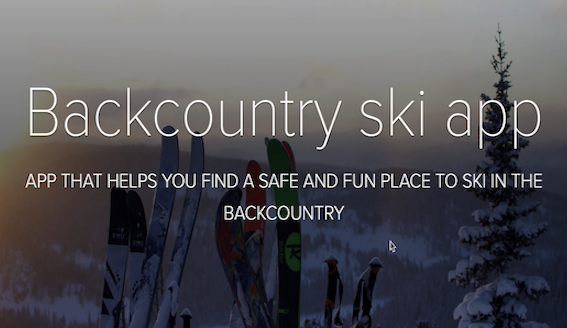 Backcountry ski app
APP THAT HELPS YOU FIND A SAFE AND FUN PLACE TO SKI IN THE
BACKCOUNTRY